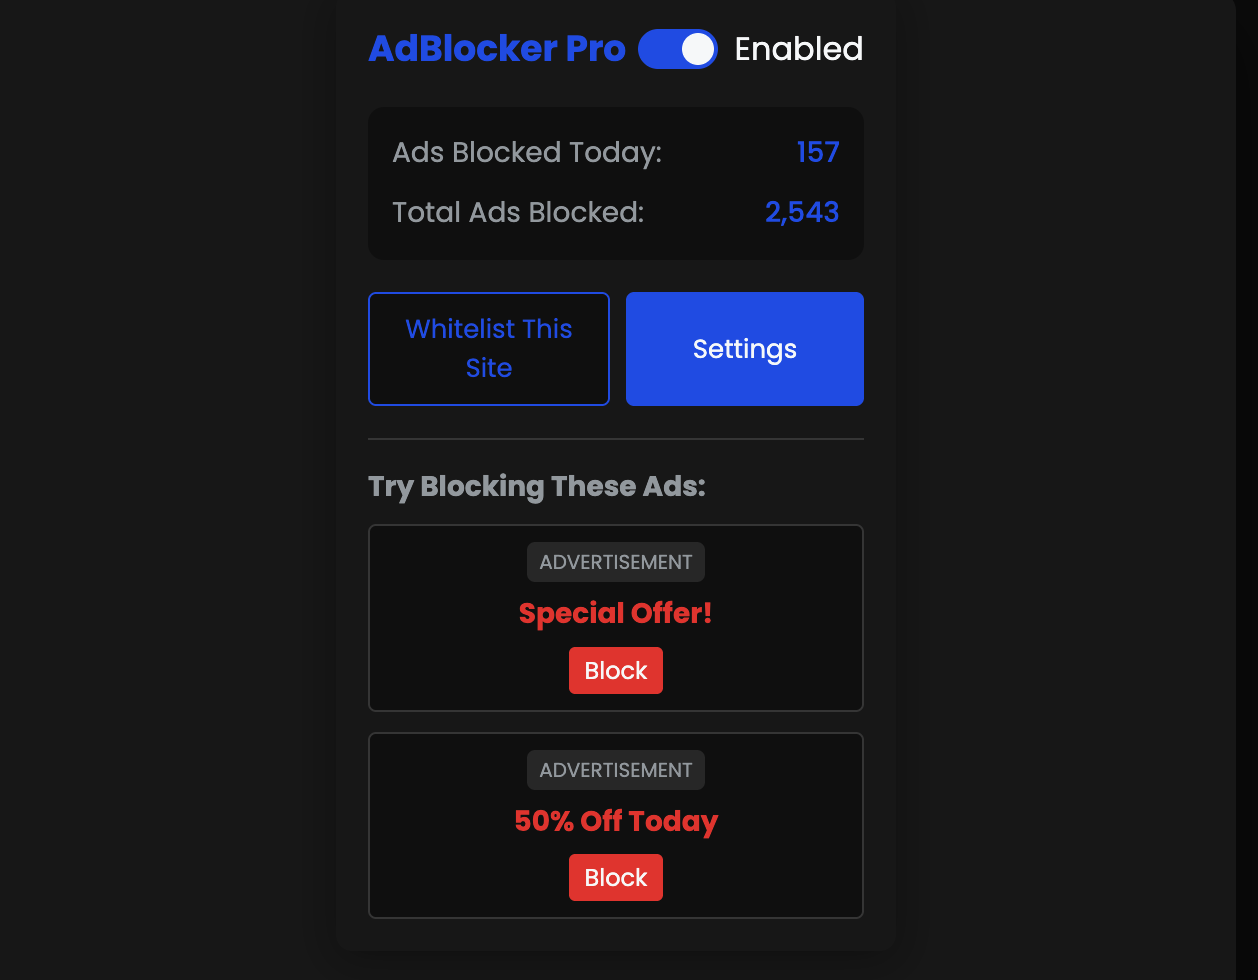 AdBlocker Pro Enabled
Ads Blocked Today: 157
Total Ads Blocked: 2,543
Whitelist This
Site
Settings
Try Blocking These Ads:
ADVERTISEMENT
Special Offer!
Block
ADVERTISEMENT
50% Off Today
Block